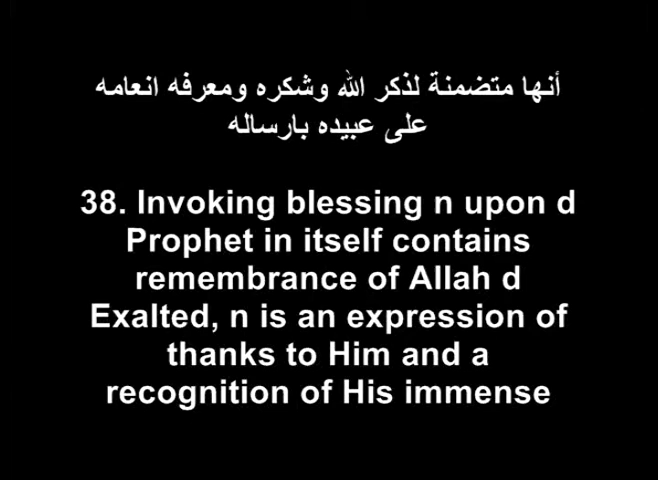 أنها متضمنة لذكر الله وشكره ومعرفه انعامه
على عبيده بارساله
38. Invoking blessing n upon d
Prophet in itself contains
remembrance of Allah d
Exalted, n is an expression of
thanks to Him and a
recognition of His immense